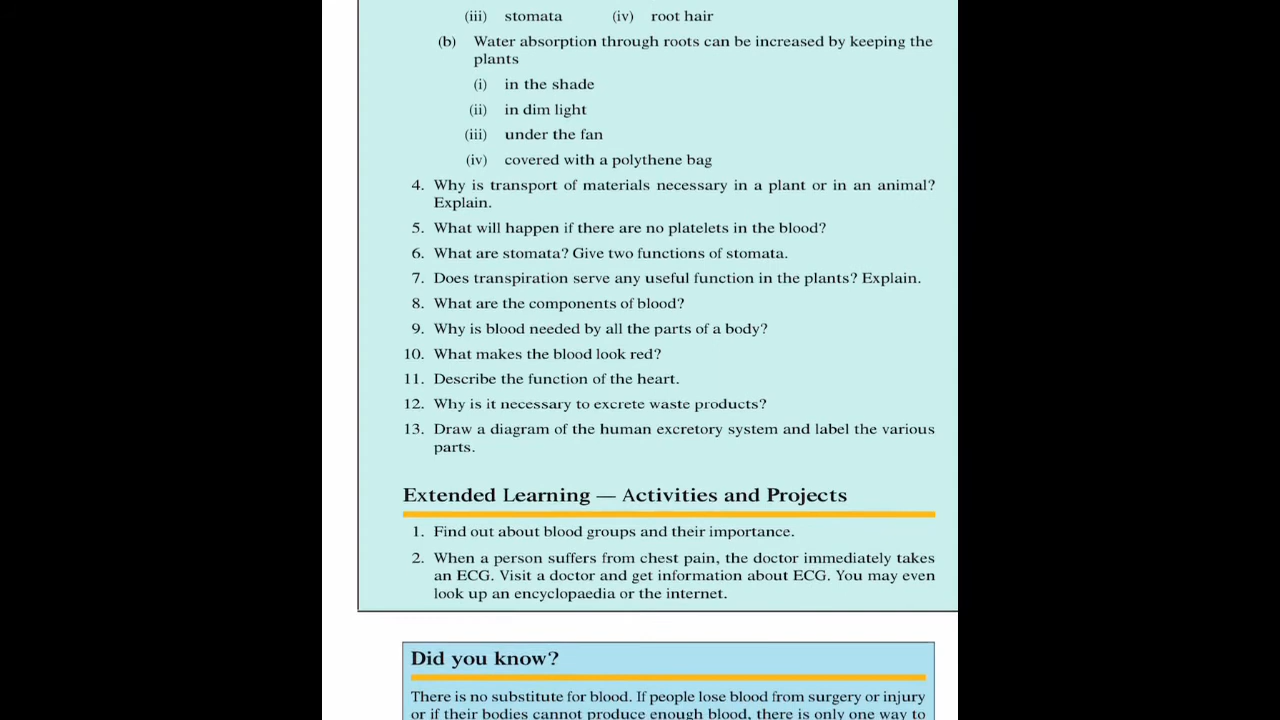 (iii) stomata (iv) root hair
(b) Water absorption through roots can be increased by keeping the
plants
(i) in the shade
(ii) in dim light
(iii) under the fan
(iv) covered with a polythene bag
4. Why is transport of materials necessary in a plant or in an animal?
Explain.
5. What will happen if there are no platelets in the blood?
6. What are stomata? Give two functions of stomata.
7. Does transpiration serve any useful function in the plants? Explain.
8. What are the components of blood?
9. Why is blood needed by all the parts of a body?
10. What makes the blood look red?
11. Describe the function of the heart.
12. Why is it necessary to excrete waste products?
13. Draw a diagram of the human excretory system and label the various
parts.
Extended Learning — Activities and Projects
1. Find out about blood groups and their importance.
2. When a person suffers from chest pain, the doctor immediately takes
an ECG. Visit a doctor and get information about ECG. You may even
look up an encyclopaedia or the internet.
Did you know?
There is no substitute for blood. If people lose blood from surgery or injury
or if their bodies cannot produce enough blood, there is only one way to